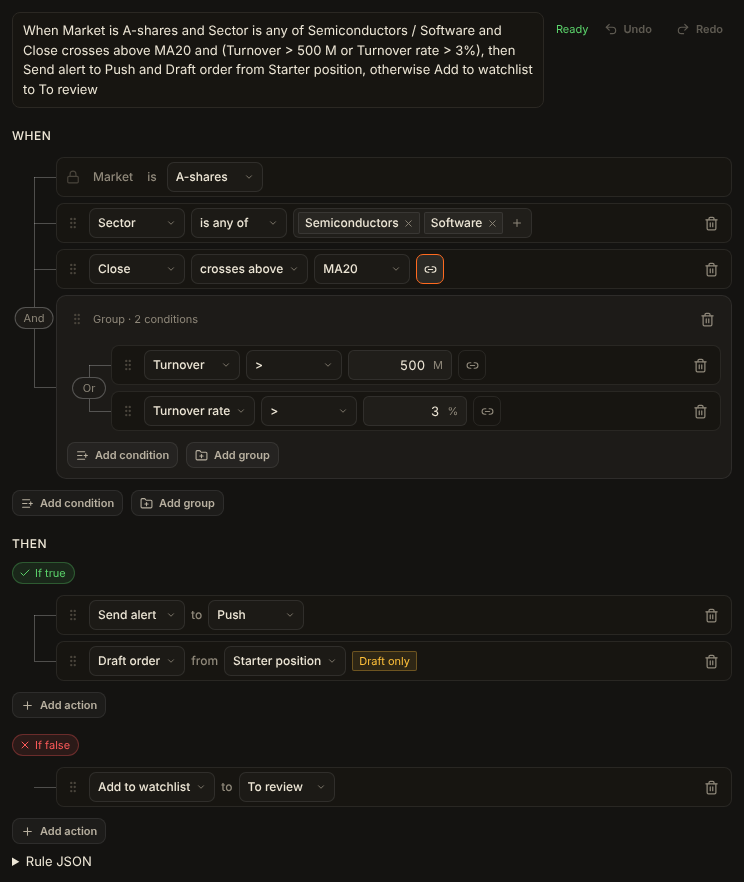 When Market is A-shares and Sector is any of Semiconductors / Software and
Close crosses above MA20 and (Turnover > 500 M or Turnover rate > 3%), then
Send alert to Push and Draft order from Starter position, otherwise Add to watchlist
to To review
Ready Undo Redo
WHEN
Market is A-shares
Sector is any of Semiconductors Software
Close crosses above MA20
And
Group · 2 conditions
Turnover > 500 M
Or
Turnover rate > 3 %
Add condition Add group
Add condition Add group
THEN
If true
Send alert to Push
Draft order from Starter position Draft only
Add action
If false
Add to watchlist to To review
Add action
Rule JSON